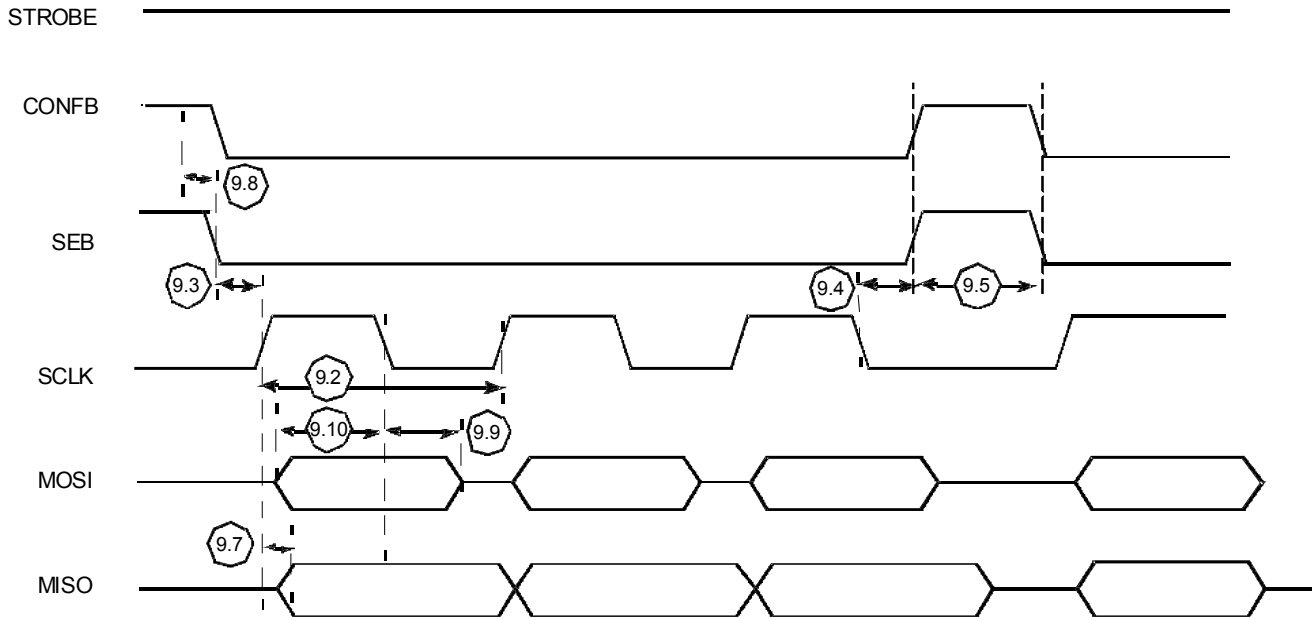 STROBE
CONFB
9.8
SEB
9.3
9.4
9.5
SCLK
9.2
9.10
9.9
MOSI
9.7
MISO